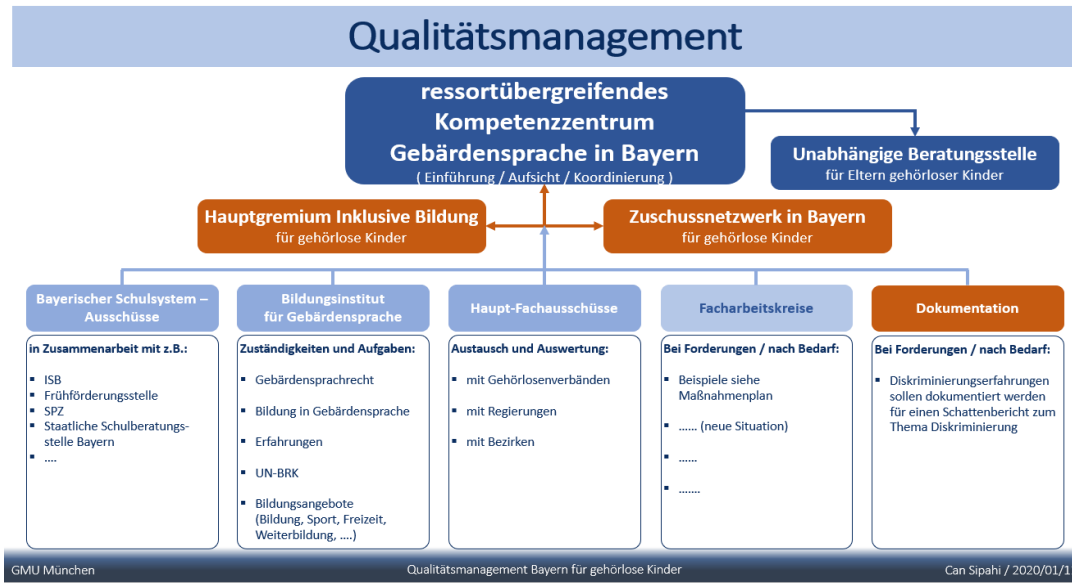 Qualitätsmanagement
ressortübergreifendes
Kompetenzzentrum
Gebärdensprache in Bayern
( Einführung / Aufsicht / Koordinierung )
Unabhängige Beratungsstelle
für Eltern gehörloser Kinder
Hauptgremium Inklusive Bildung
für gehörlose Kinder
Zuschussnetzwerk in Bayern
für gehörlose Kinder
Bayerischer Schulsystem –
Ausschüsse
in Zusammenarbeit mit z.B.:
▪ ISB
▪ Frühförderungsstelle
▪ SPZ
▪ Staatliche Schulberatungs-
stelle Bayern
▪ ....
Bildungsinstitut
für Gebärdensprache
Zuständigkeiten und Aufgaben:
▪ Gebärdensprachrecht
▪ Bildung in Gebärdensprache
▪ Erfahrungen
▪ UN-BRK
▪ Bildungsangebote
(Bildung, Sport, Freizeit,
Weiterbildung, ....)
Haupt-Fachausschüsse
Austausch und Auswertung:
▪ mit Gehörlosenverbänden
▪ mit Regierungen
▪ mit Bezirken
Facharbeitskreise
Bei Forderungen / nach Bedarf:
▪ Beispiele siehe
Maßnahmenplan
▪ ...... (neue Situation)
▪ ......
▪ .......
Dokumentation
Bei Forderungen / nach Bedarf:
▪ Diskriminierungserfahrungen
sollen dokumentiert werden
für einen Schattenbericht zum
Thema Diskriminierung
GMU München
Qualitätsmanagement Bayern für gehörlose Kinder
Can Sipahi / 2020/01/1